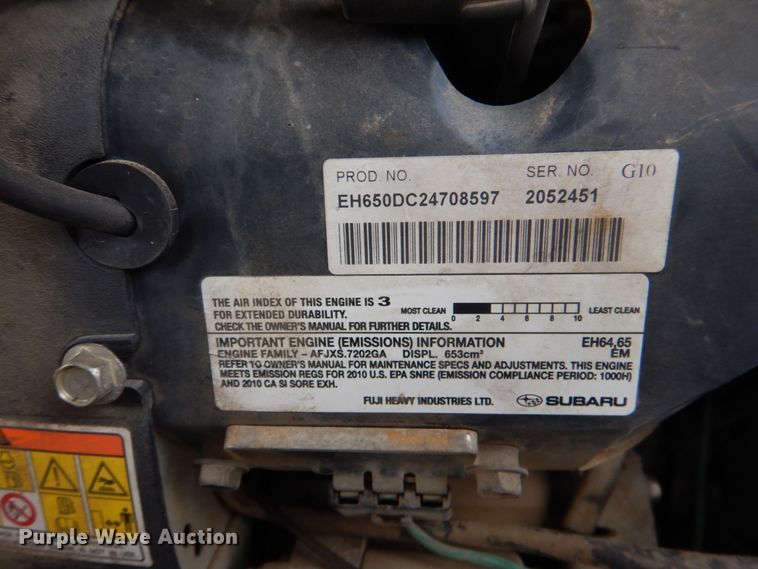 PROD. NO. SER. NO. G10
EH650DC24708597 2052451
THE AIR INDEX OF THIS ENGINE IS 3
FOR EXTENDED DURABILITY.
CHECK THE OWNER'S MANUAL FOR FURTHER DETAILS.
MOST CLEAN LEAST CLEAN
0 2 4 6 8 10
IMPORTANT ENGINE (EMISSIONS) INFORMATION EH64,65
ENGINE FAMILY - AFJXS.7202GA DISPL. 653cm³ EM
REFER TO OWNER'S MANUAL FOR MAINTENANCE SPECS AND ADJUSTMENTS. THIS ENGINE
MEETS EMISSION REGS FOR 2010 U.S. EPA SNRE (EMISSION COMPLIANCE PERIOD: 1000H)
AND 2010 CA SI SORE EXH.
FUJI HEAVY INDUSTRIES LTD. SUBARU
Purple Wave Auction